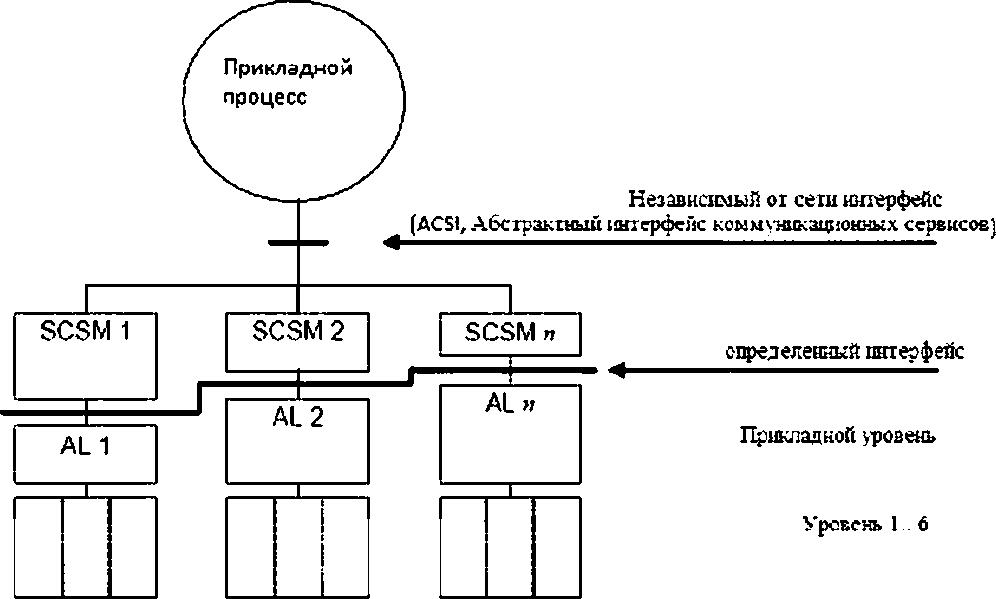 Прикладной
процесс
Независимый от сети интерфейс
(ACSI, Абстрактный интерфейс коммуникационных сервисов)
SCSM 1
SCSM 2
SCSM n
определенный интерфейс
AL 1
AL 2
AL n
Прикладной уровень
Уровень 1 .. 6